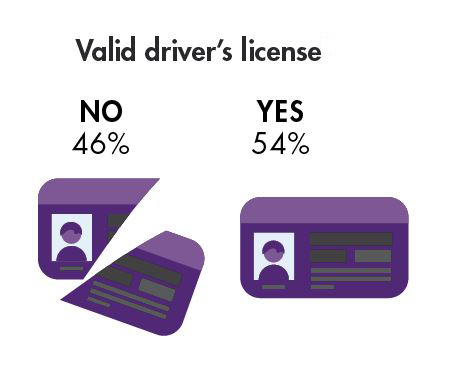 Valid driver’s license
NO
46%
YES
54%